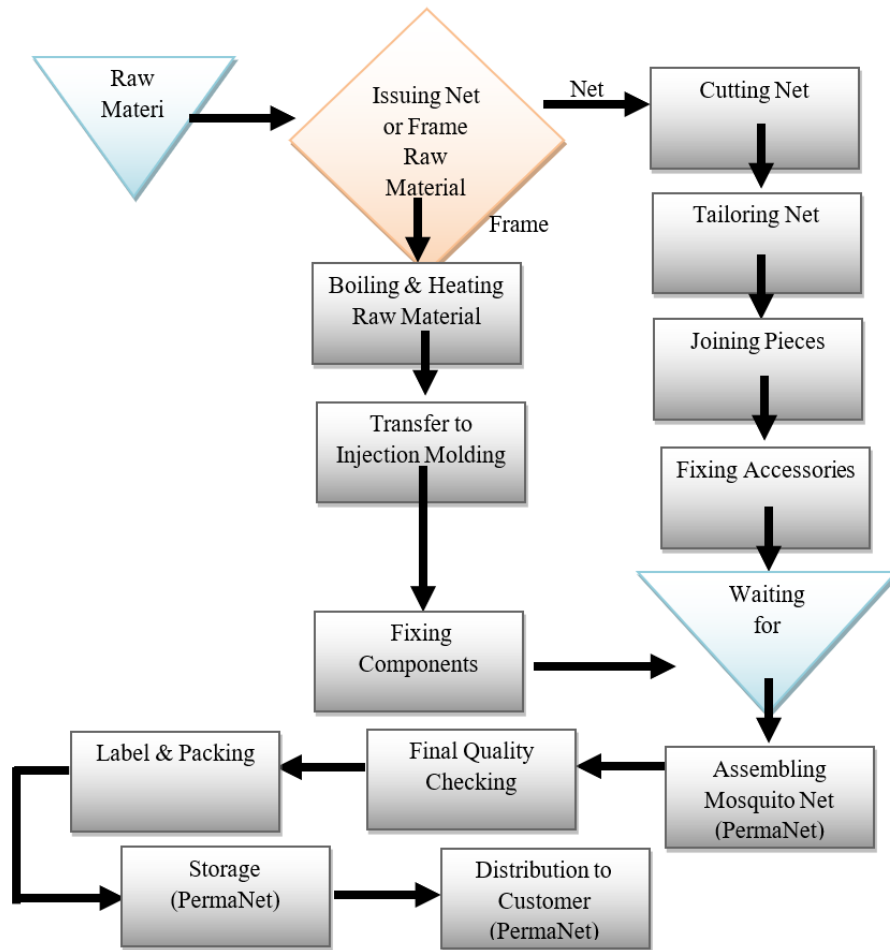 Raw
Materi
Issuing Net
or Frame
Raw
Material
Net
Frame
Cutting Net
Tailoring Net
Joining Pieces
Fixing Accessories
Waiting
for
Boiling & Heating
Raw Material
Transfer to
Injection Molding
Fixing
Components
Assembling
Mosquito Net
(PermaNet)
Final Quality
Checking
Label & Packing
Storage
(PermaNet)
Distribution to
Customer
(PermaNet)